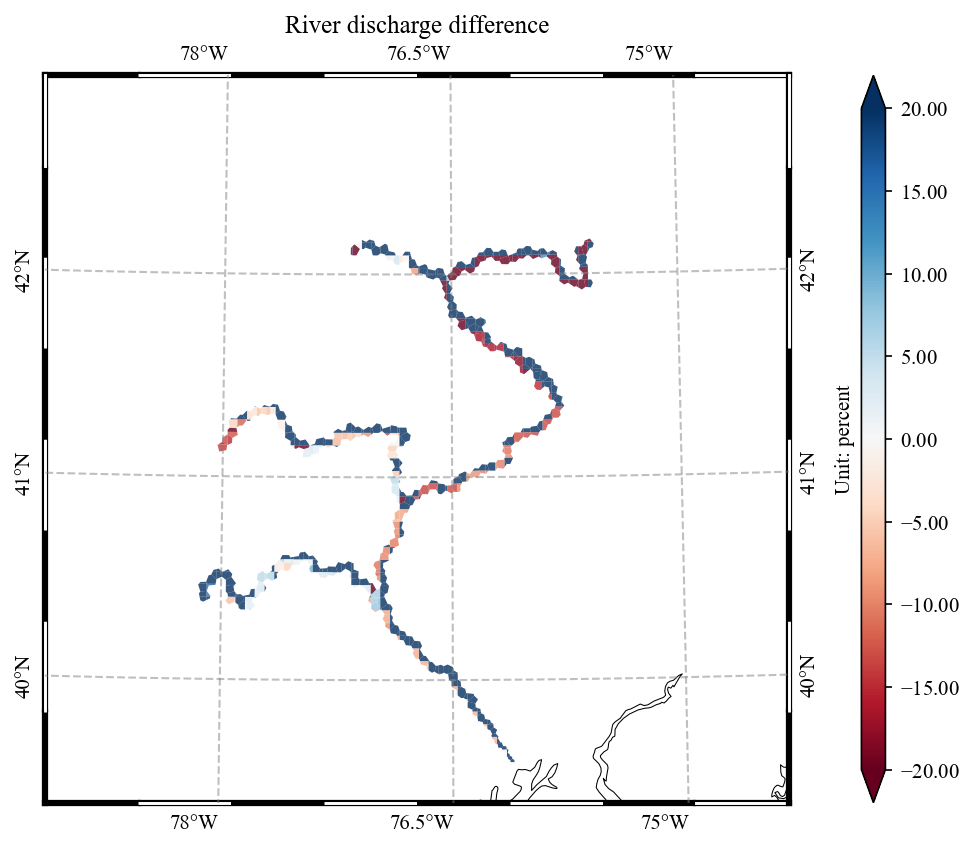 River discharge difference
78°W 76.5°W 75°W
42°N 42°N
41°N 41°N
40°N 40°N
78°W 76.5°W 75°W
20.00
15.00
10.00
5.00
0.00
−5.00
−10.00
−15.00
−20.00
Unit: percent